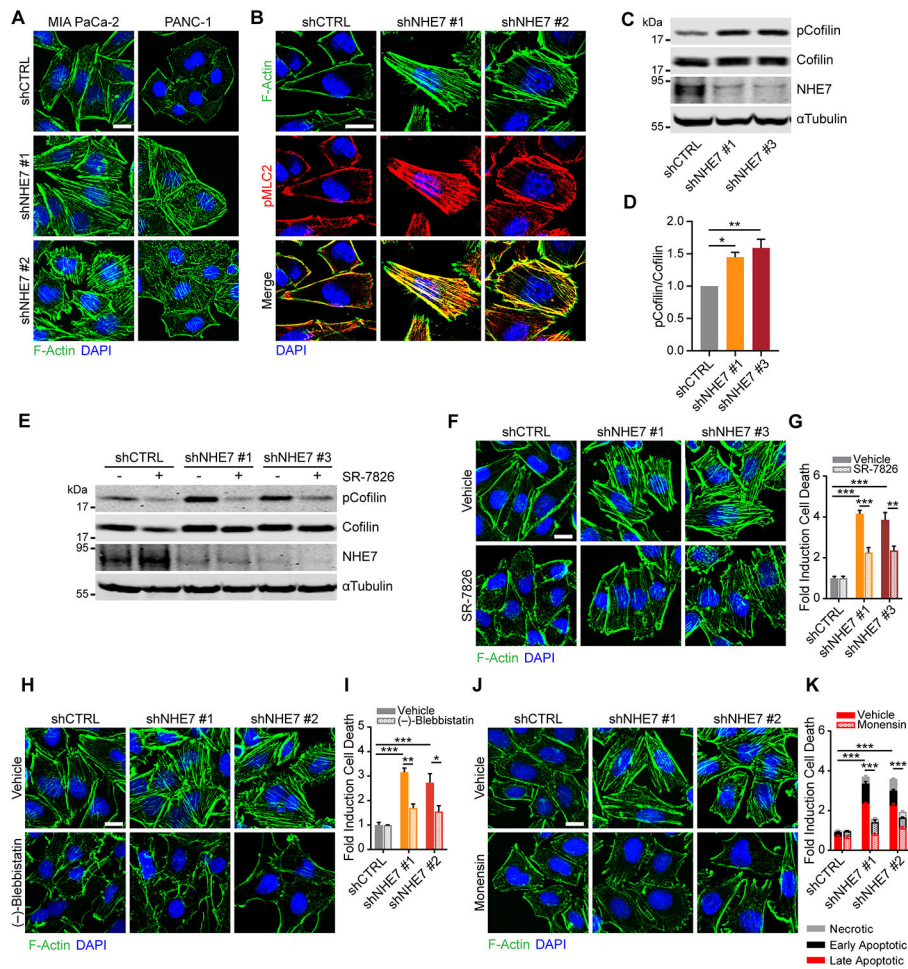 A
MIA PaCa-2 PANC-1
shCTRL
shNHE7 #1
shNHE7 #2
F-Actin DAPI
B
shCTRL shNHE7 #1 shNHE7 #2
F-Actin
pMLC2
Merge
DAPI
C
kDa
17
17
95
55
pCofilin
Cofilin
NHE7
αTubulin
shCTRL
shNHE7 #1
shNHE7 #3
D
pCofilin/Cofilin
2.0
1.5
1.0
0.5
0.0
*
**
shCTRL
shNHE7 #1
shNHE7 #3
E
shCTRL shNHE7 #1 shNHE7 #3
- + - + - + SR-7826
kDa
17
17
95
55
pCofilin
Cofilin
NHE7
αTubulin
F
shCTRL shNHE7 #1 shNHE7 #3
Vehicle
SR-7826
F-Actin DAPI
G
Vehicle
SR-7826
Fold Induction Cell Death
6
4
2
0
***
*** *** **
shCTRL
shNHE7 #1
shNHE7 #3
H
shCTRL shNHE7 #1 shNHE7 #2
Vehicle
(–)-Blebbistatin
F-Actin DAPI
I
Vehicle
(–)-Blebbistatin
Fold Induction Cell Death
5
4
3
2
1
0
***
*** ** *
shCTRL
shNHE7 #1
shNHE7 #2
J
shCTRL shNHE7 #1 shNHE7 #2
Vehicle
Monensin
F-Actin DAPI
K
Vehicle
Monensin
Fold Induction Cell Death
6
4
2
0
***
*** *** ***
shCTRL
shNHE7 #1
shNHE7 #2
Necrotic
Early Apoptotic
Late Apoptotic